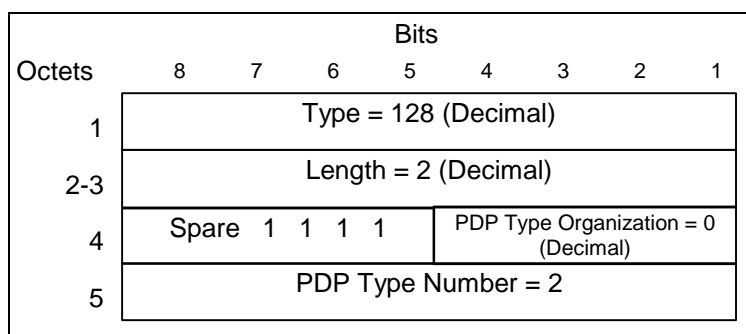 Bits
Octets 8 7 6 5 4 3 2 1
1 Type = 128 (Decimal)
2-3 Length = 2 (Decimal)
4 Spare 1 1 1 1 PDP Type Organization = 0
(Decimal)
5 PDP Type Number = 2